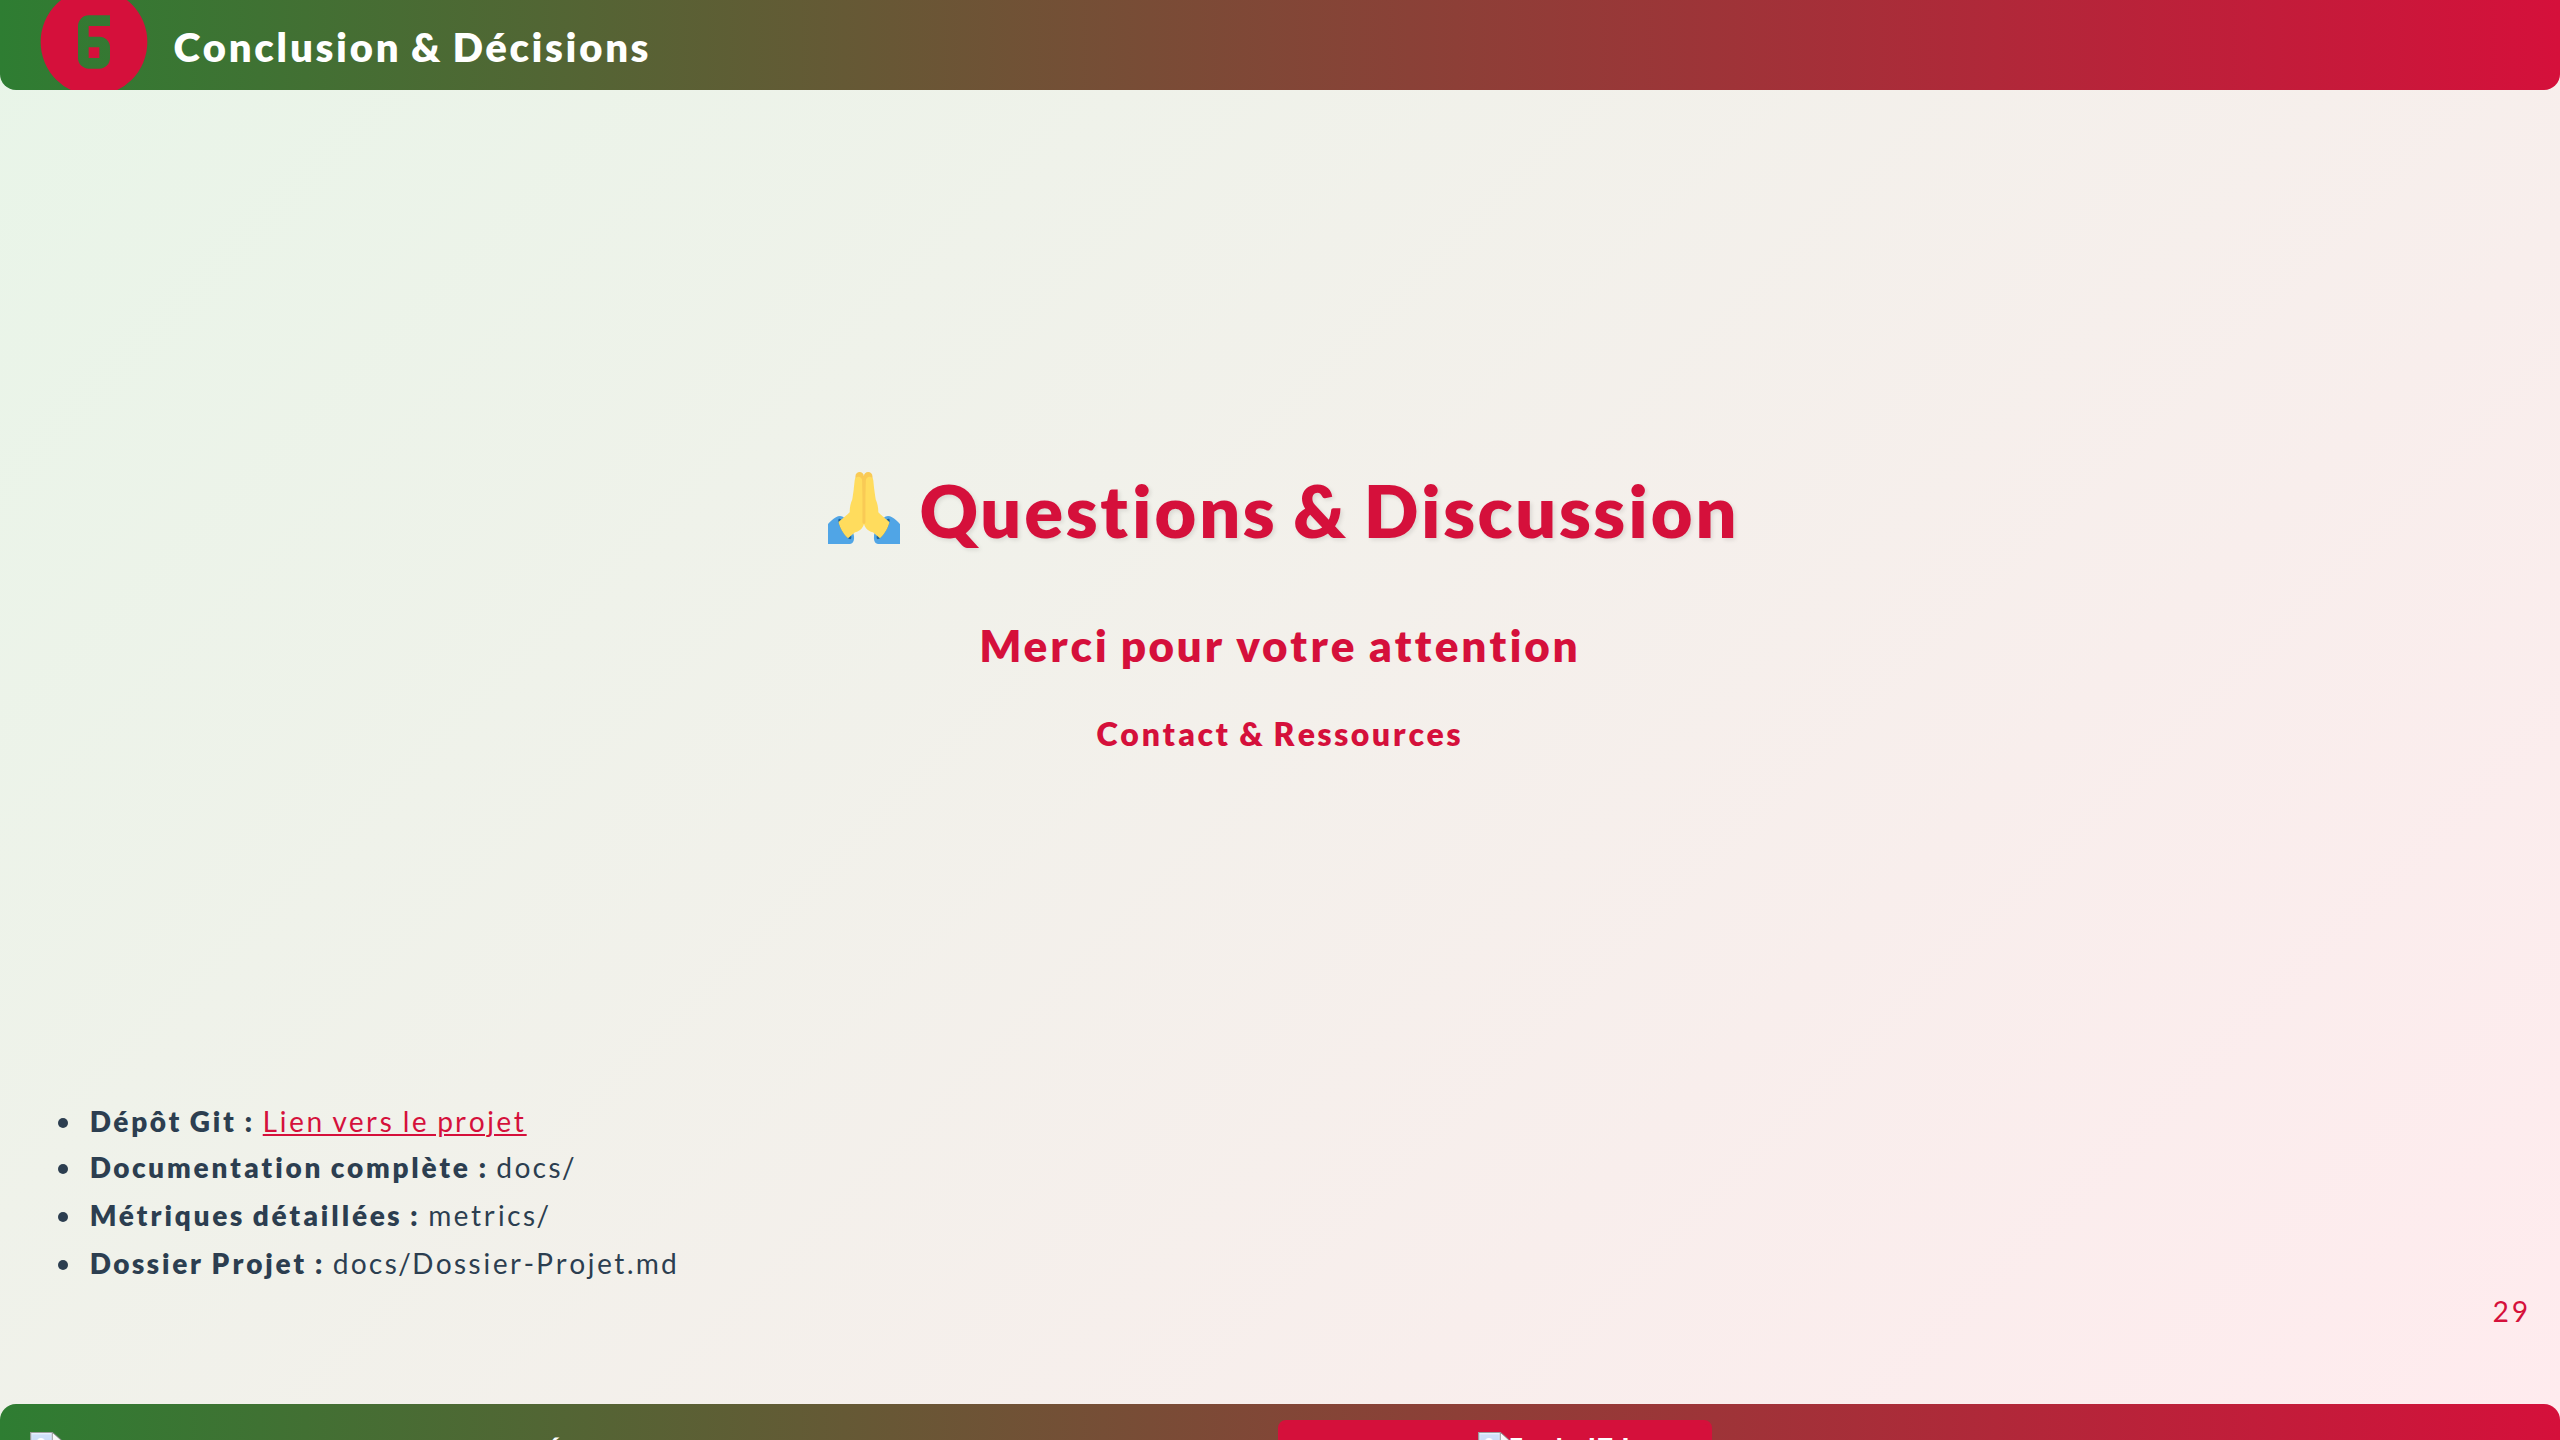 6 Conclusion & Décisions
🙏 Questions & Discussion
Merci pour votre attention
Contact & Ressources
• Dépôt Git : Lien vers le projet
• Documentation complète : docs/
• Métriques détaillées : metrics/
• Dossier Projet : docs/Dossier-Projet.md
29